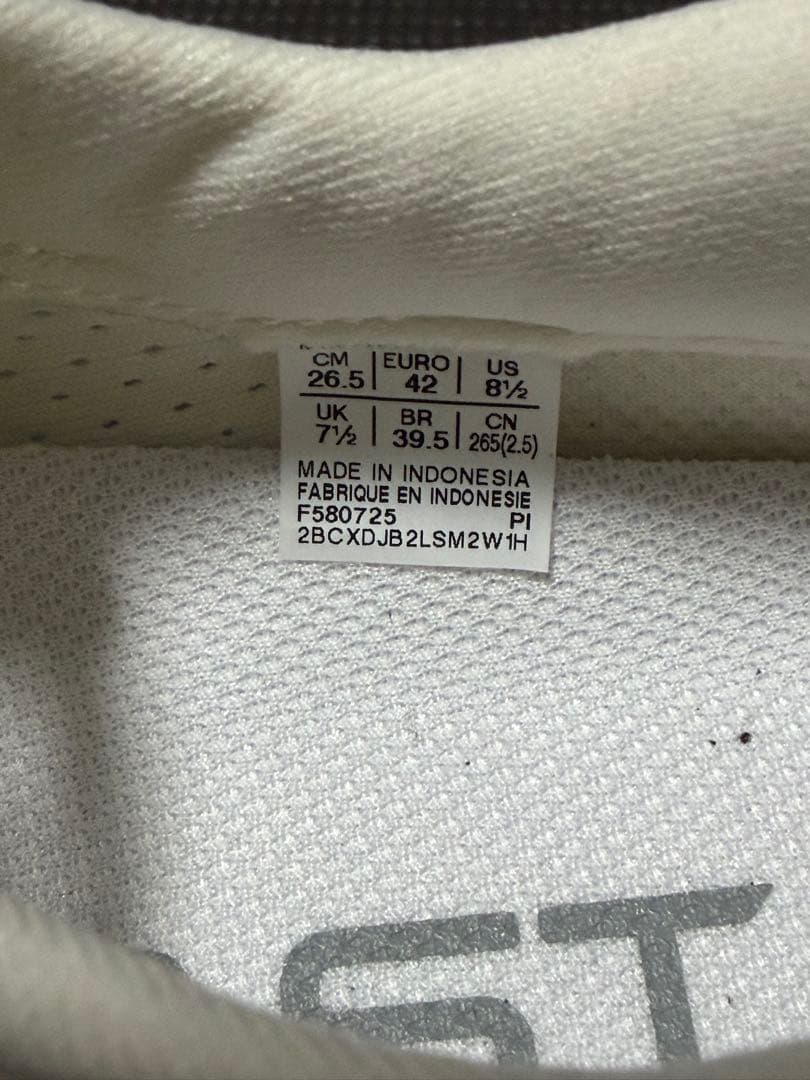 CM | EURO | US
26.5 | 42 | 8½
UK | BR | CN
7½ | 39.5 | 265(2.5)
MADE IN INDONESIA
FABRIQUE EN INDONESIE
F580725 PI
2BCXDJB2LSM2W1H
ST